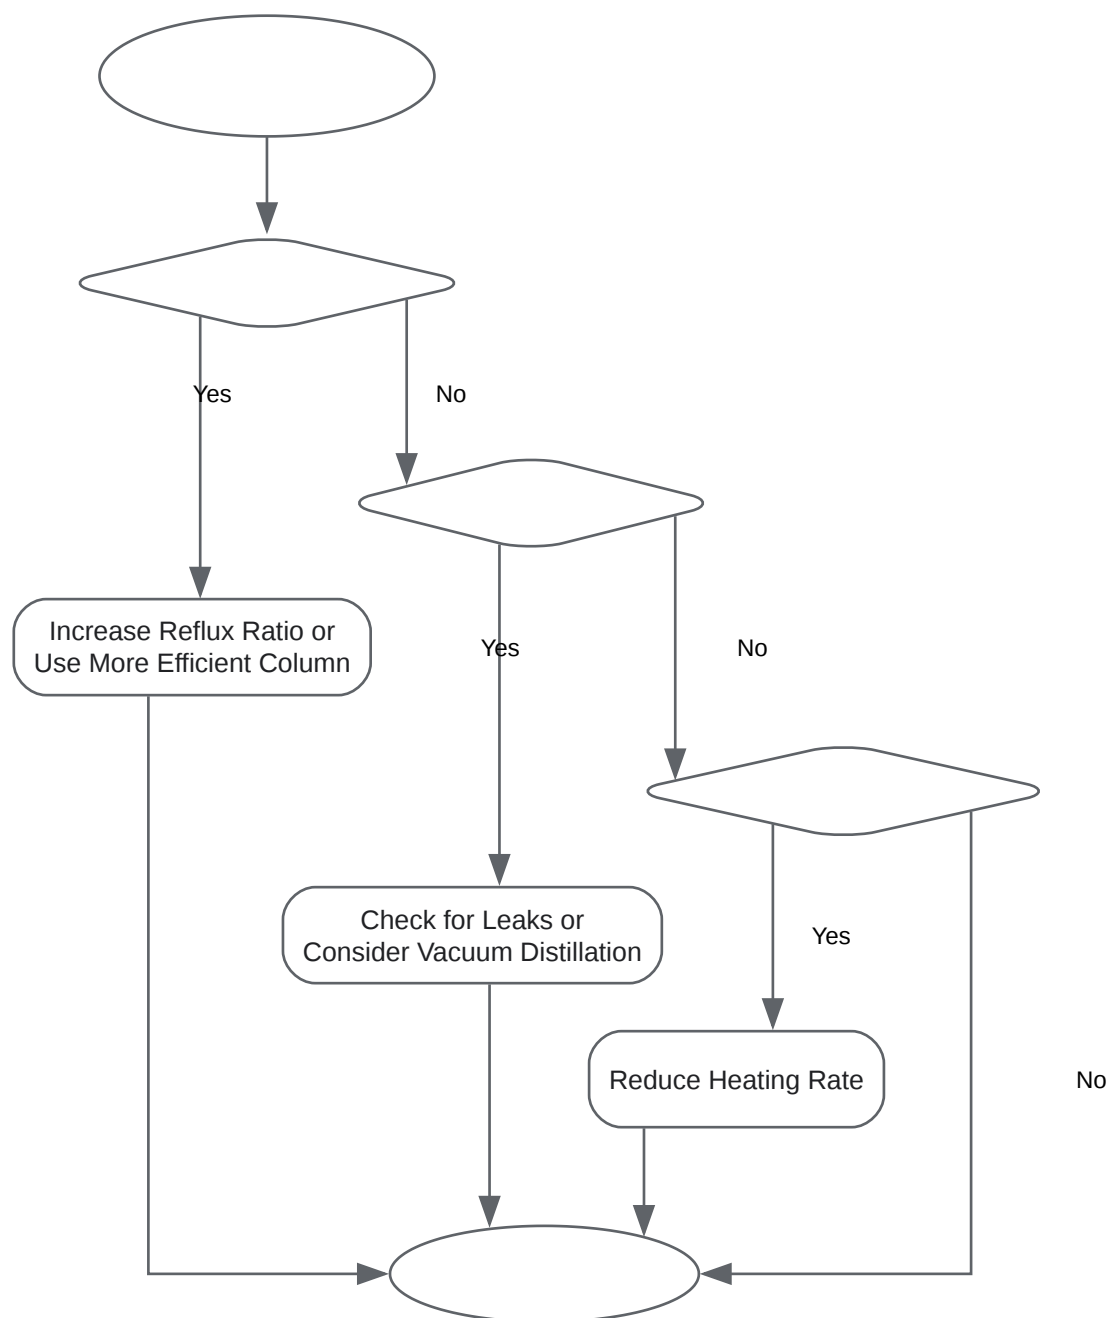 Yes
No
Increase Reflux Ratio or
Use More Efficient Column
Yes
No
Check for Leaks or
Consider Vacuum Distillation
Yes
Reduce Heating Rate
No